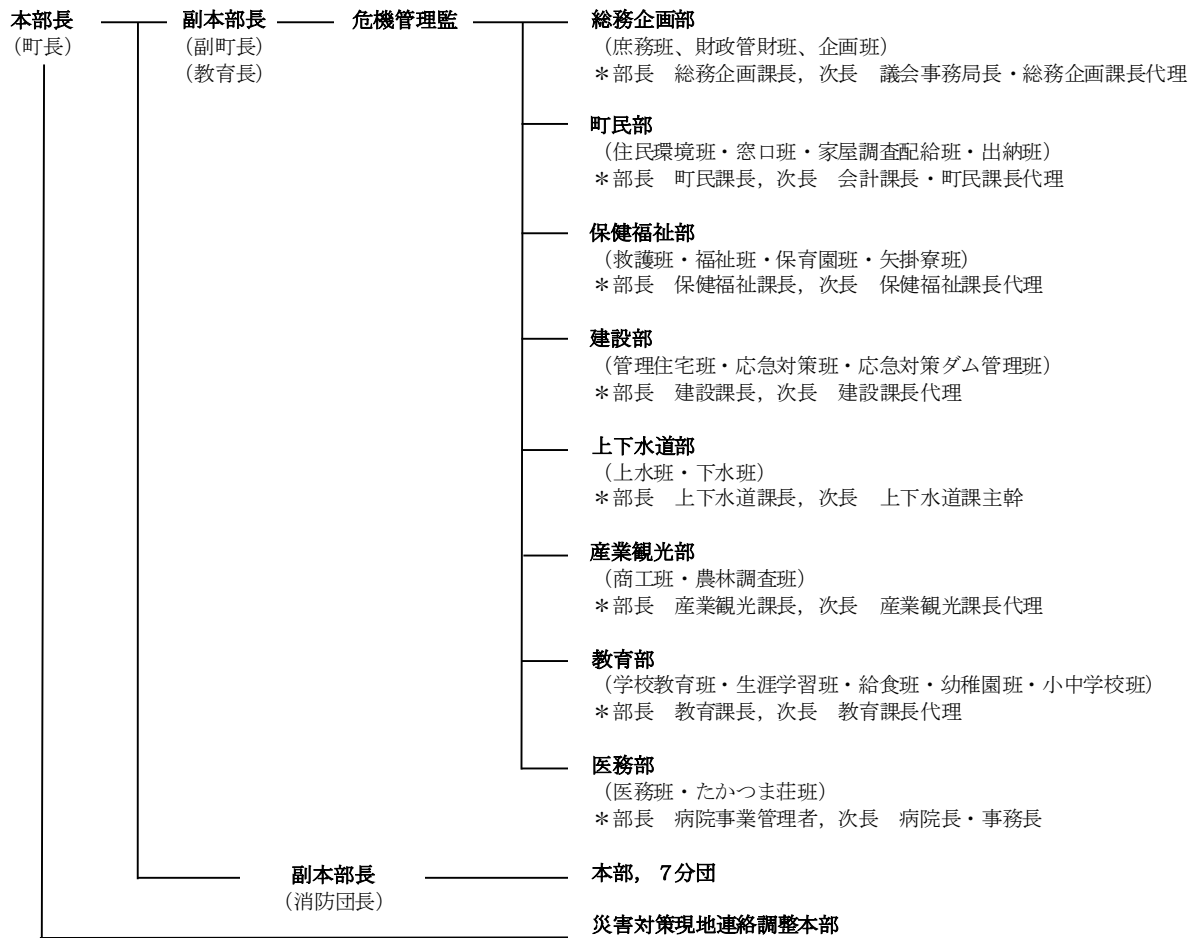 本部長 副本部長 危機管理監 総務企画部
（町長） （副町長） （庶務班、財政管財班、企画班）
（教育長） ＊部長　総務企画課長，次長　議会事務局長・総務企画課長代理
町民部
（住民環境班・窓口班・家屋調査配給班・出納班）
＊部長　町民課長，次長　会計課長・町民課長代理
保健福祉部
（救護班・福祉班・保育園班・矢掛寮班）
＊部長　保健福祉課長，次長　保健福祉課長代理
建設部
（管理住宅班・応急対策班・応急対策ダム管理班）
＊部長　建設課長，次長　建設課長代理
上下水道部
（上水班・下水班）
＊部長　上下水道課長，次長　上下水道課主幹
産業観光部
（商工班・農林調査班）
＊部長　産業観光課長，次長　産業観光課長代理
教育部
（学校教育班・生涯学習班・給食班・幼稚園班・小中学校班）
＊部長　教育課長，次長　教育課長代理
医務部
（医務班・たかつま荘班）
＊部長　病院事業管理者，次長　病院長・事務長
副本部長 本部，７分団
（消防団長）
災害対策現地連絡調整本部